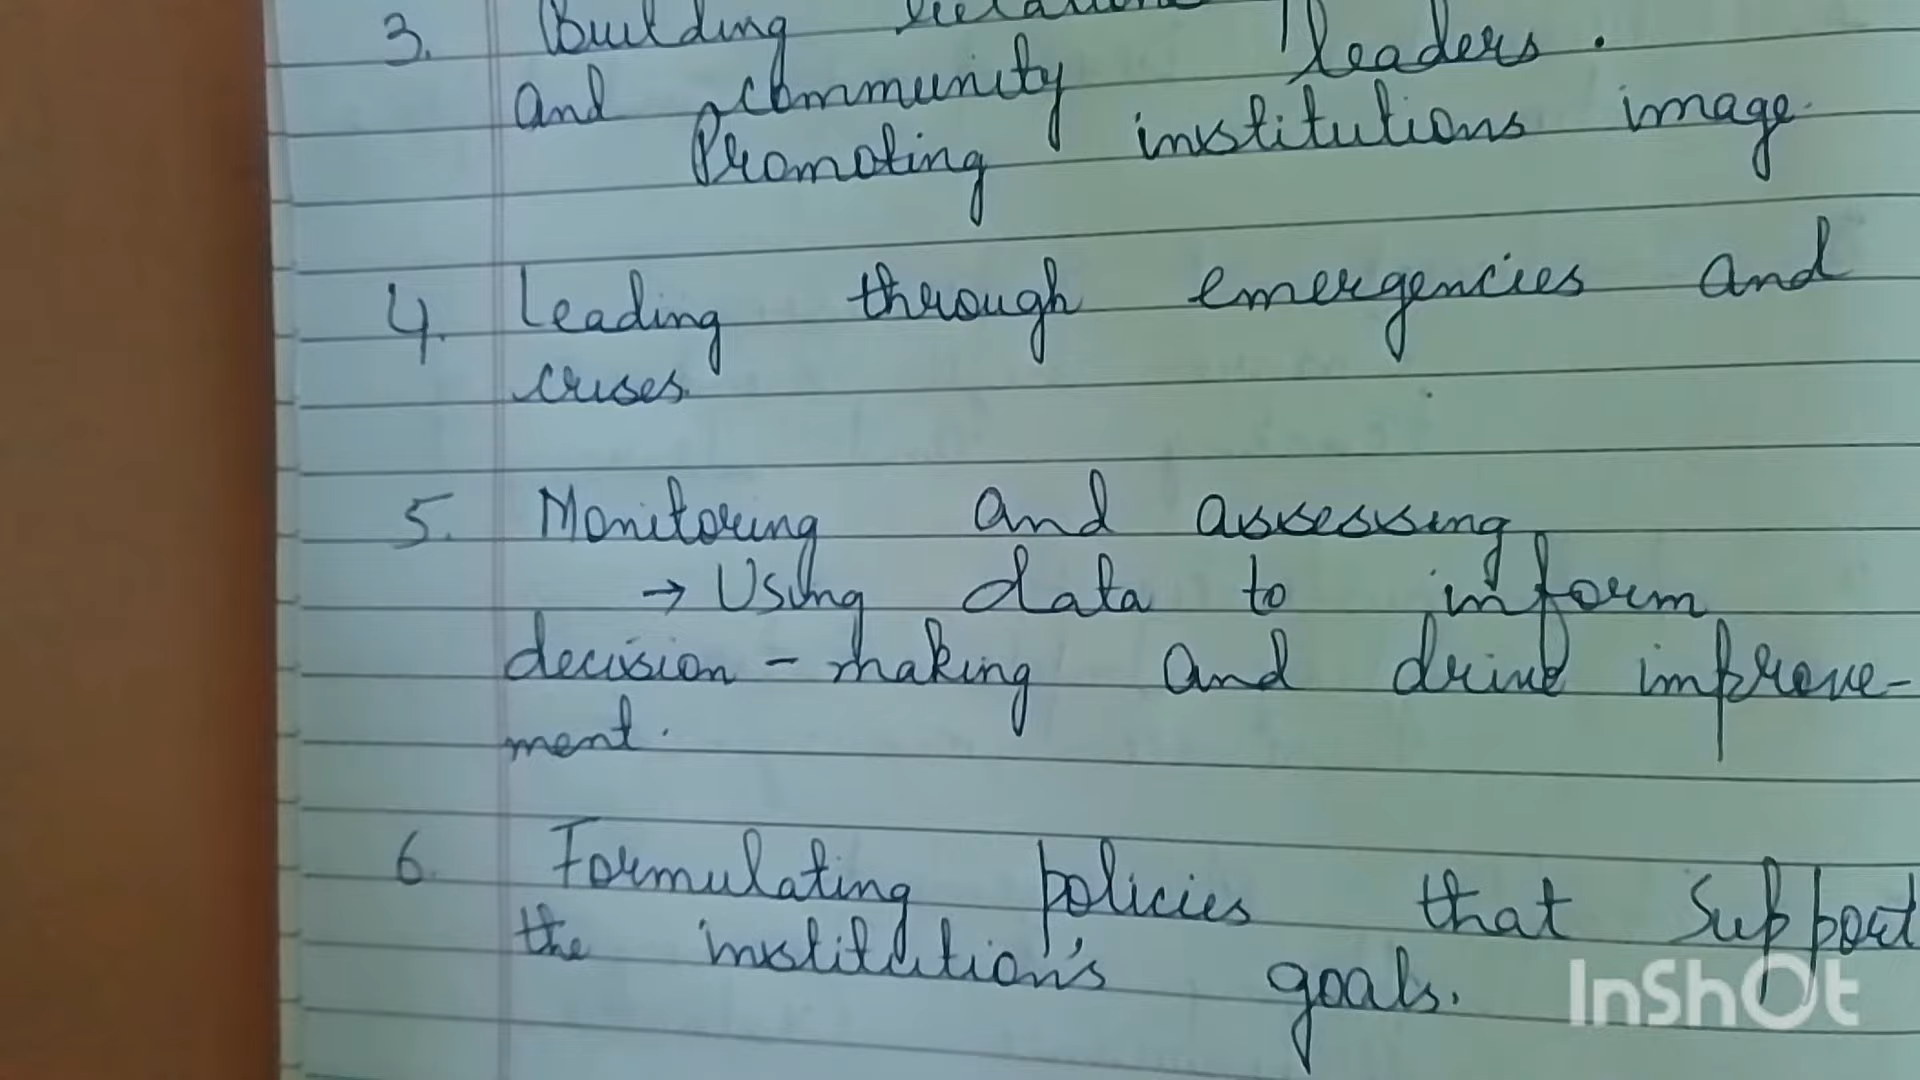 3. Building
and community leaders.
Promoting institutions image.
4. Leading through emergencies and
crises.
5. Monitoring and assessing
→ Using data to inform
decision-making and drive improve-
ment.
6. Formulating policies that support
the institution's goals.
InShOt